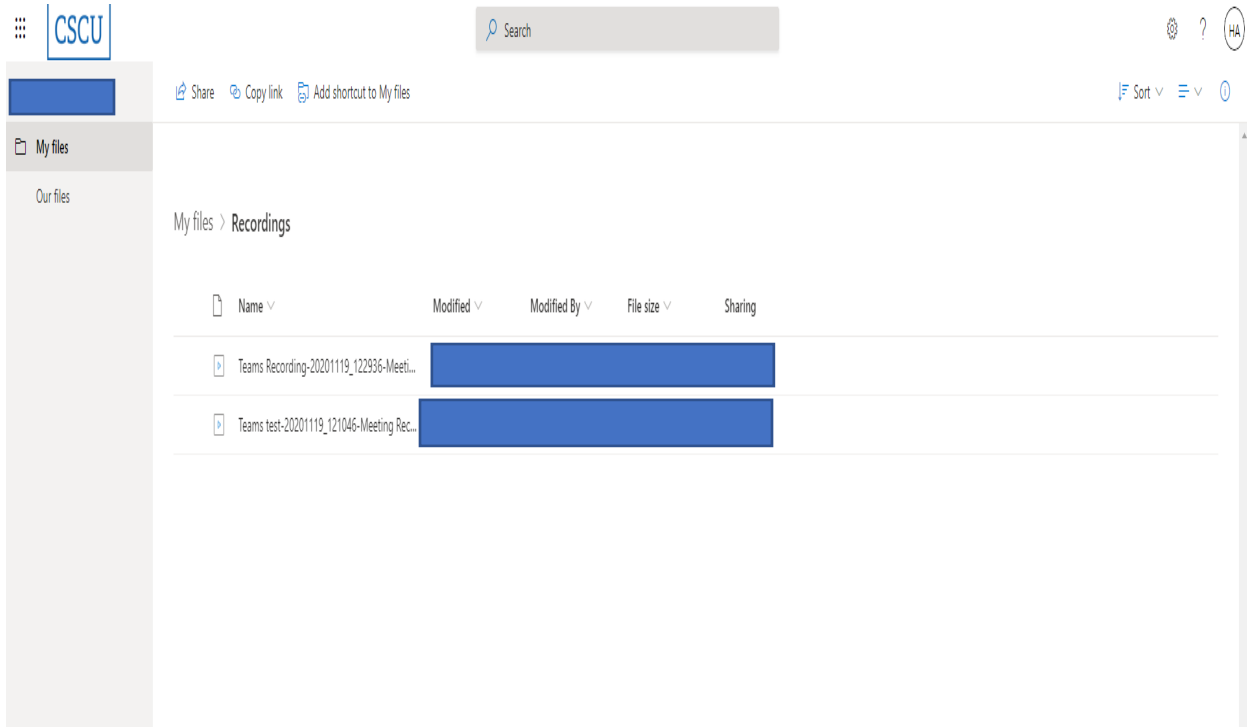 CSCU
Search
?
HA
Share
Copy link
Add shortcut to My files
Sort
My files
Our files
My files > Recordings
Name
Modified
Modified By
File size
Sharing
Teams Recording-20201119_122936-Meeti...
Teams test-20201119_121046-Meeting Rec...